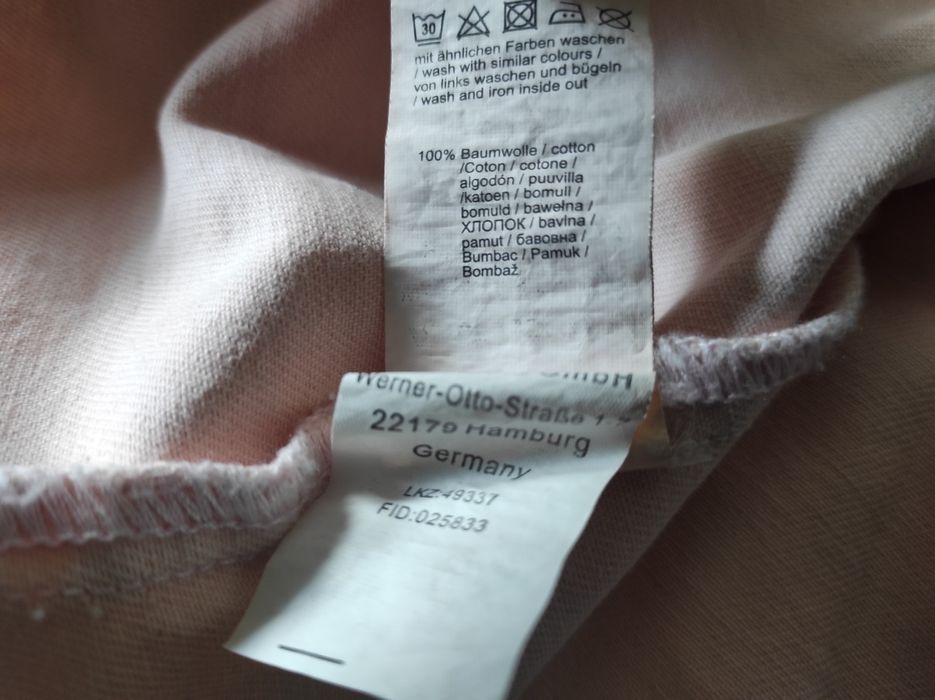 30
mit ähnlichen Farben waschen
/ wash with similar colours /
von links waschen und bügeln
/ wash and iron inside out
100% Baumwolle / cotton
/Coton / cotone /
algodón / puuvilla
/katoen / bomull /
bomuld / bawełna /
ХЛОПОК / bavlna /
pamut / бавовна /
Bumbac / Pamuk /
Bombaž
GmbH
Werner-Otto-Straße
22179 Hamburg
Germany
LKZ:49337
FID:025833